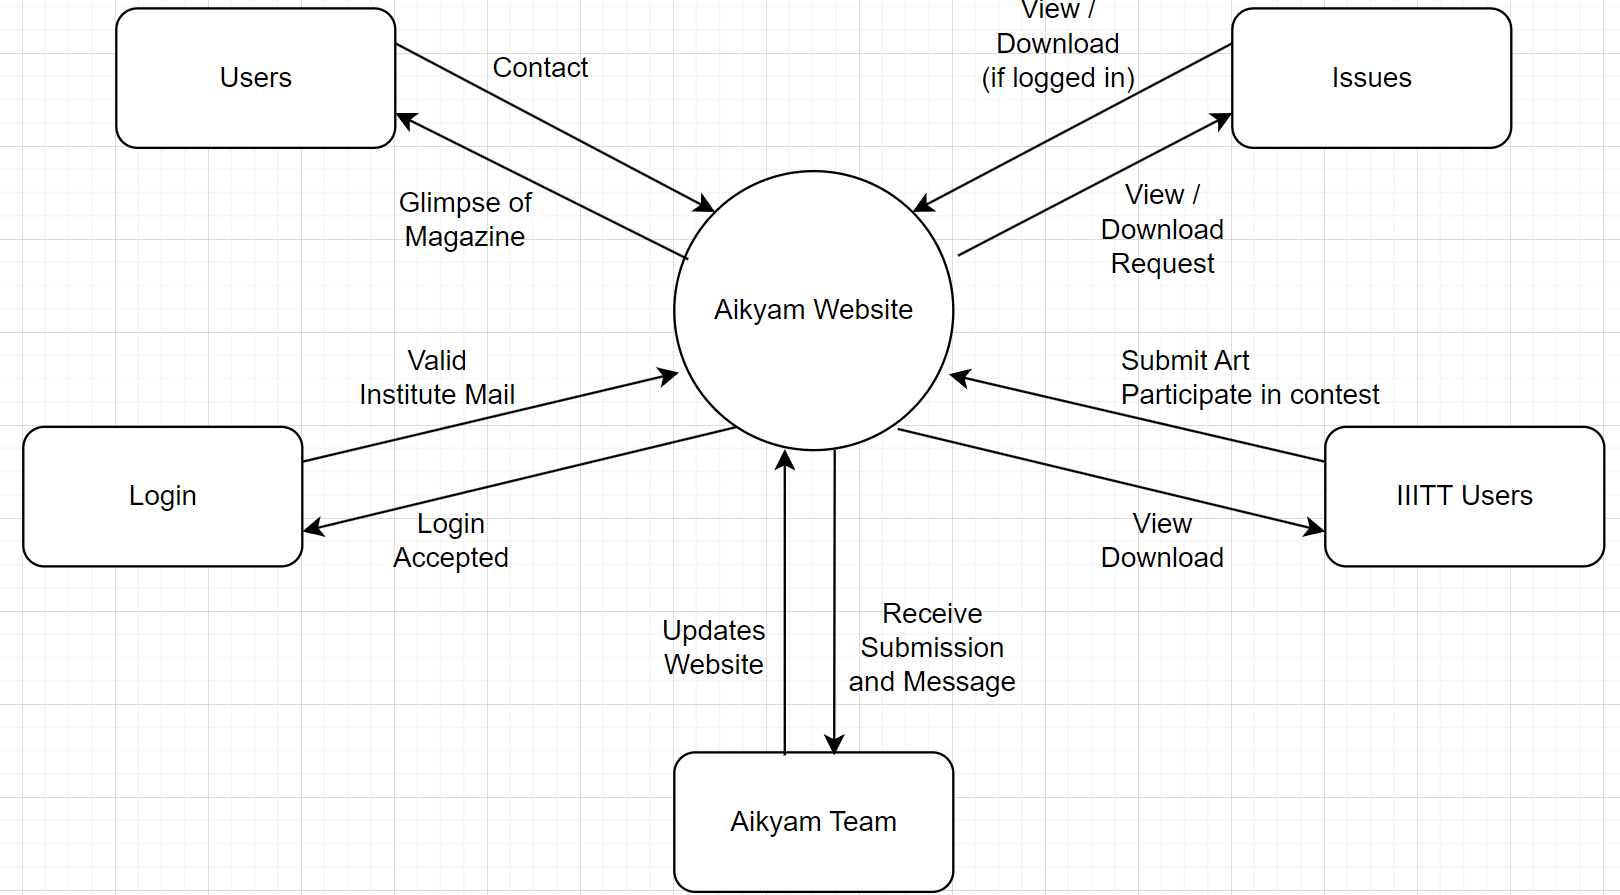 View /
Download
(if logged in)
Users
Contact
Issues
Glimpse of
Magazine
View /
Download
Request
Aikyam Website
Valid
Institute Mail
Submit Art
Participate in contest
Login
IIITT Users
Login
Accepted
View
Download
Updates
Website
Receive
Submission
and Message
Aikyam Team